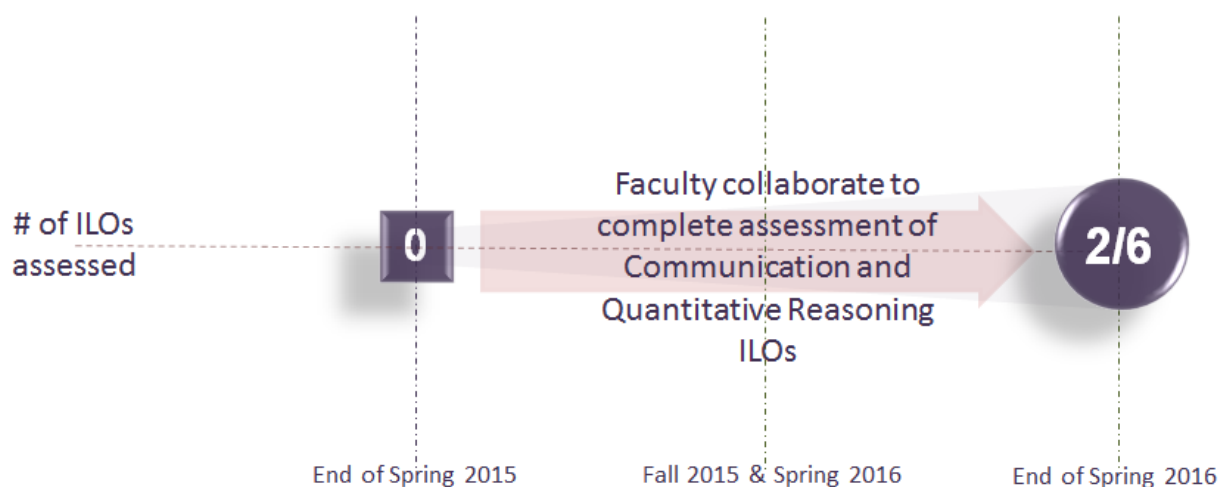 # of ILOs
assessed
0
Faculty collaborate to
complete assessment of
Communication and
Quantitative Reasoning
ILOs
2/6
End of Spring 2015
Fall 2015 & Spring 2016
End of Spring 2016